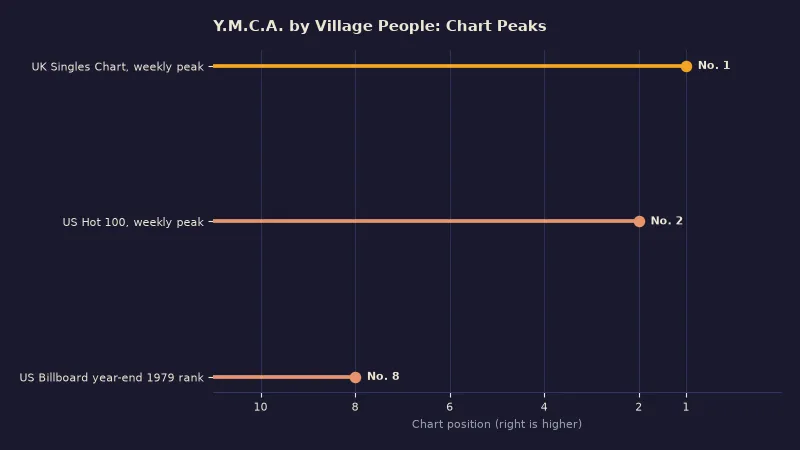 Y.M.C.A. by Village People: Chart Peaks
UK Singles Chart, weekly peak
No. 1
US Hot 100, weekly peak
No. 2
US Billboard year-end 1979 rank
No. 8
10 8 6 4 2 1
Chart position (right is higher)